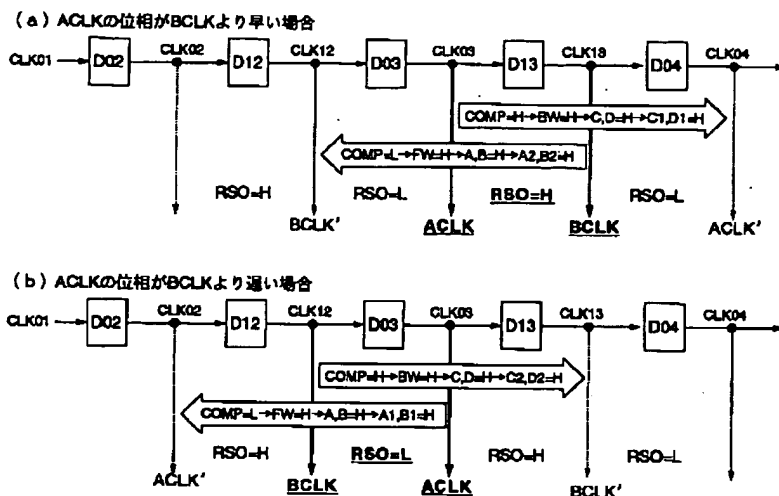 (a) ACLKの位相がBCLKより早い場合
CLK01 D02 CLK02 D12 CLK12 D03 CLK03 D13 CLK13 D04 CLK04
COMP=H→BW=H→C,D=H→C1,D1=H
COMP=L→FW=H→A,B=H→A2,B2=H
RSO=H RSO=L RSO=H RSO=L
BCLK' ACLK BCLK ACLK'
(b) ACLKの位相がBCLKより遅い場合
CLK01 D02 CLK02 D12 CLK12 D03 CLK03 D13 CLK13 D04 CLK04
COMP=H→BW=H→C,D=H→C2,D2=H
COMP=L→FW=H→A,B=H→A1,B1=H
RSO=H RSO=L RSO=H RSO=L
ACLK' BCLK ACLK BCLK'